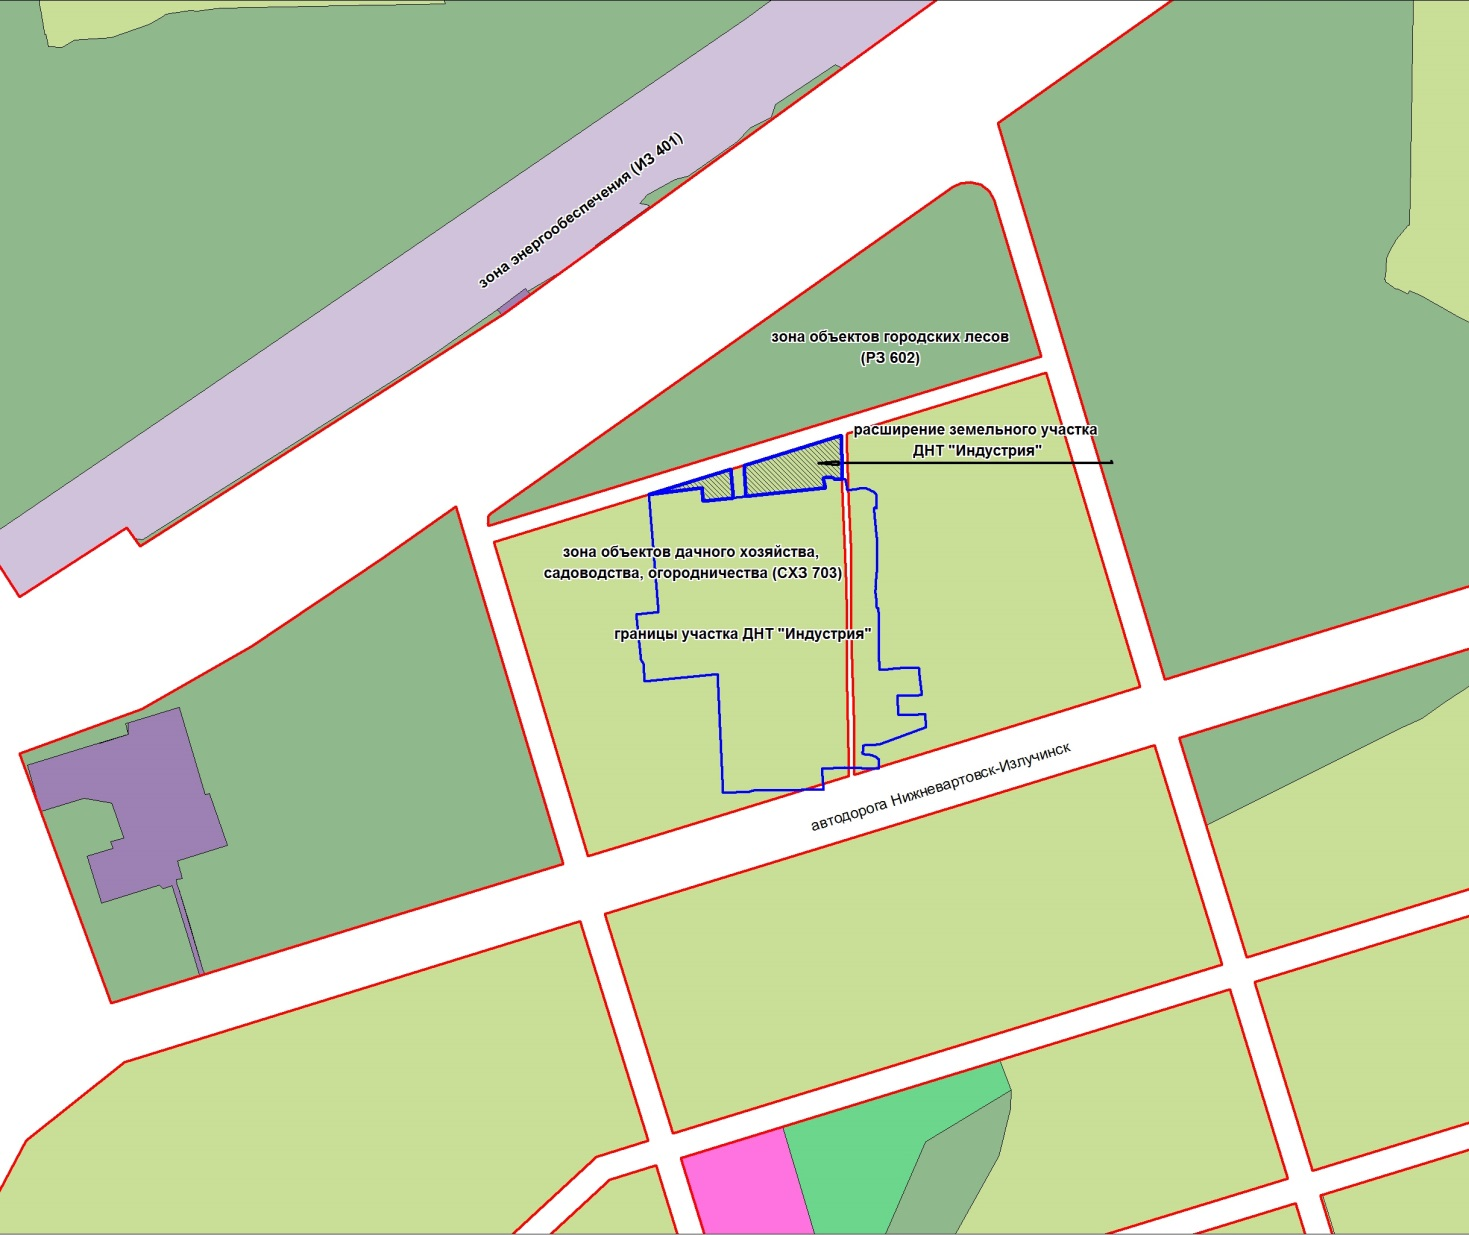 зона энергообеспечения (ИЗ 401)
зона объектов городских лесов
(РЗ 602)
расширение земельного участка
ДНТ "Индустрия"
зона объектов дачного хозяйства,
садоводства, огородничества (СХЗ 703)
границы участка ДНТ "Индустрия"
автодорога Нижневартовск-Излучинск